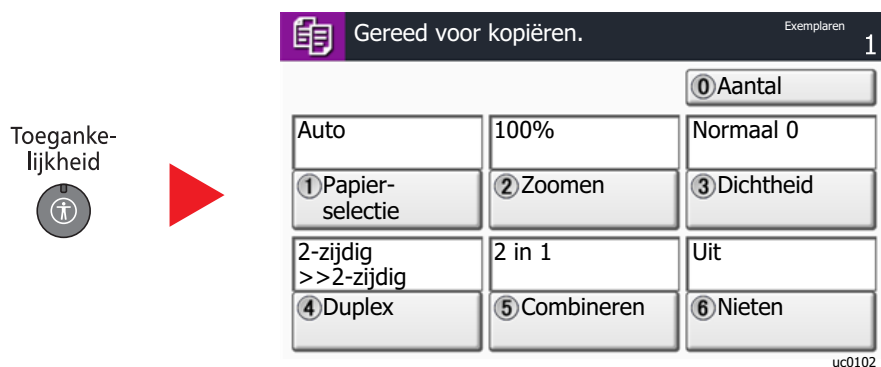 Toeganke-
lijkheid
Gereed voor kopiëren.
Exemplaren
1
0 Aantal
Auto
100%
Normaal 0
1 Papier-
selectie
2 Zoomen
3 Dichtheid
2-zijdig
>>2-zijdig
2 in 1
Uit
4 Duplex
5 Combineren
6 Nieten
uc0102